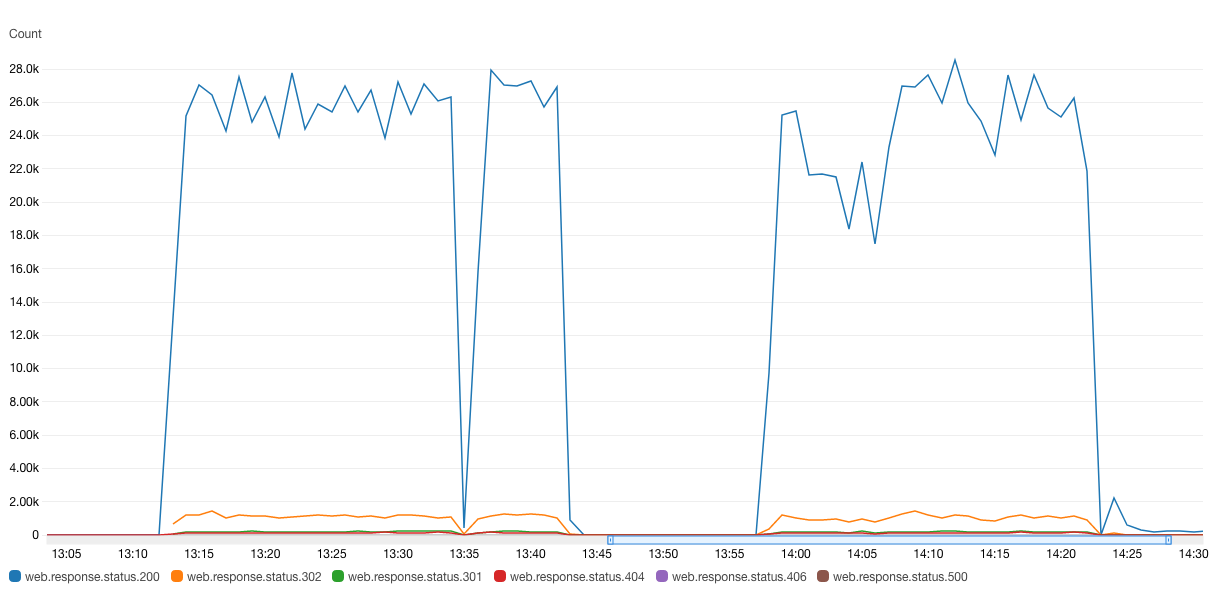 Count
28.0k
26.0k
24.0k
22.0k
20.0k
18.0k
16.0k
14.0k
12.0k
10.0k
8.00k
6.00k
4.00k
2.00k
0
13:05 13:10 13:15 13:20 13:25 13:30 13:35 13:40 13:45 13:50 13:55 14:00 14:05 14:10 14:15 14:20 14:25 14:30
web.response.status.200 web.response.status.302 web.response.status.301 web.response.status.404 web.response.status.406 web.response.status.500